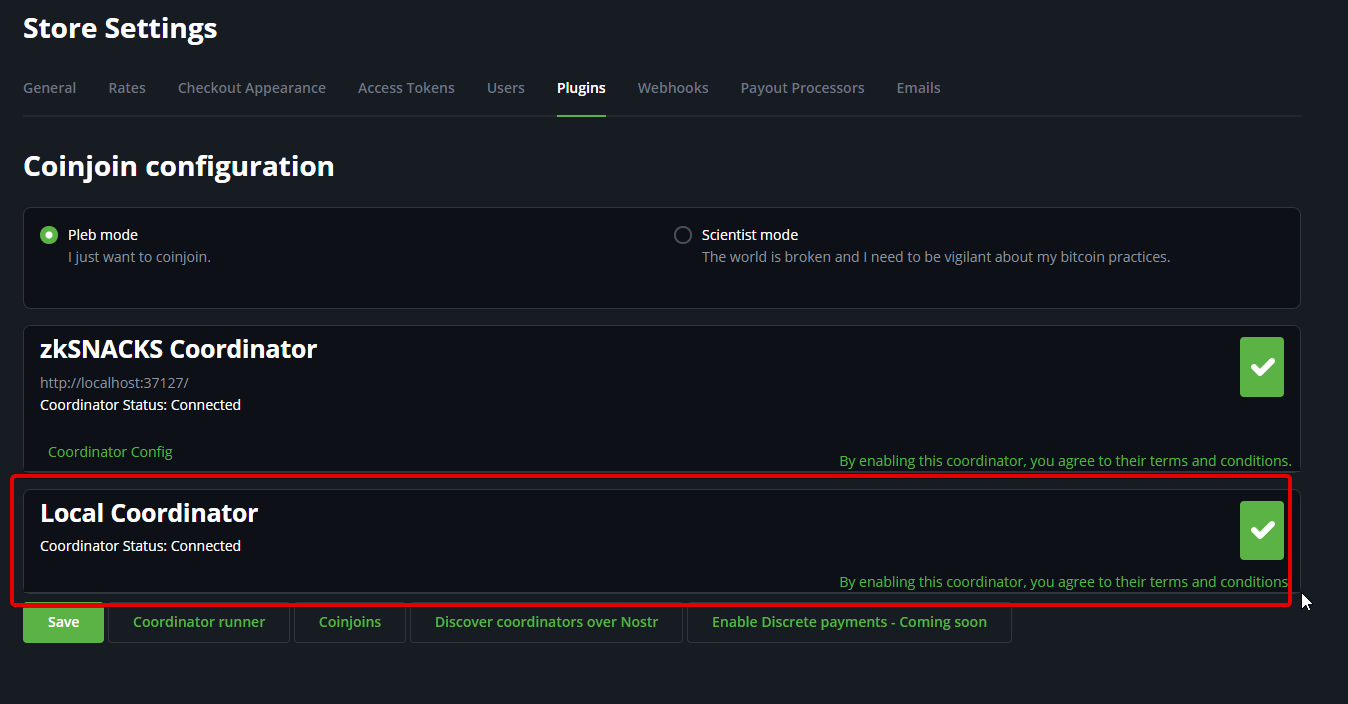 Store Settings
General Rates Checkout Appearance Access Tokens Users Plugins Webhooks Payout Processors Emails
Coinjoin configuration
Pleb mode
I just want to coinjoin.
Scientist mode
The world is broken and I need to be vigilant about my bitcoin practices.
zkSNACKS Coordinator
http://localhost:37127/
Coordinator Status: Connected
Coordinator Config
By enabling this coordinator, you agree to their terms and conditions.
Local Coordinator
Coordinator Status: Connected
By enabling this coordinator, you agree to their terms and conditions
Save Coordinator runner Coinjoins Discover coordinators over Nostr Enable Discrete payments - Coming soon